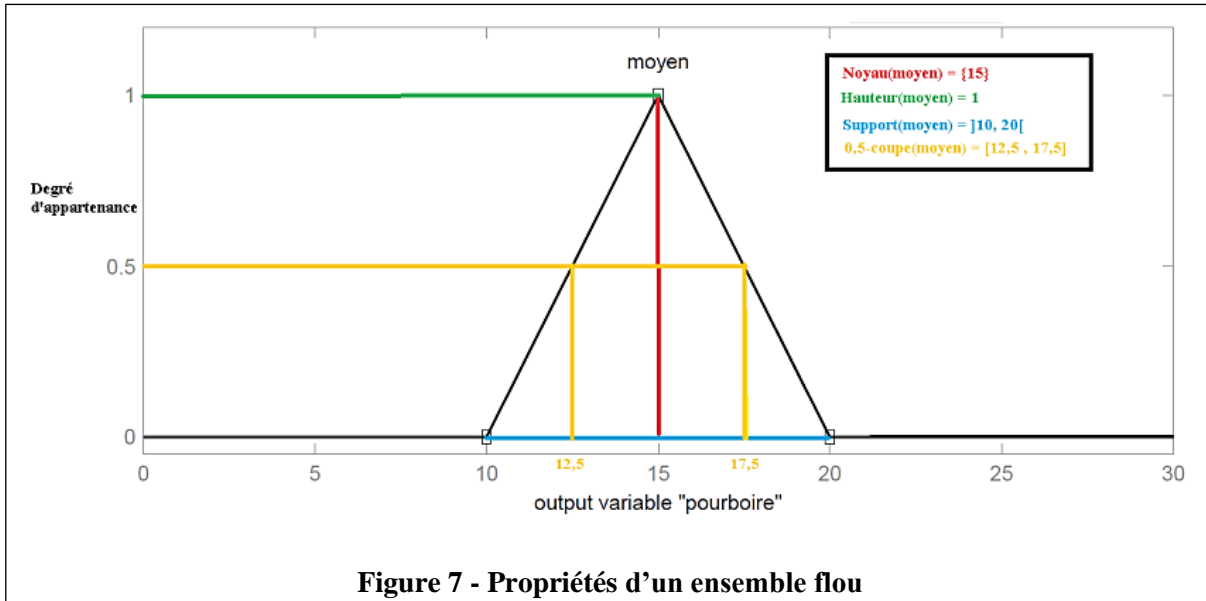 moyen
Noyau(moyen) = {15}
Hauteur(moyen) = 1
Support(moyen) = ]10, 20[
0,5-coupe(moyen) = [12,5 , 17,5]
1
Degré
d'appartenance
0.5
0
12,5
17,5
0
5
10
15
20
25
30
output variable "pourboire"
Figure 7 - Propriétés d'un ensemble flou